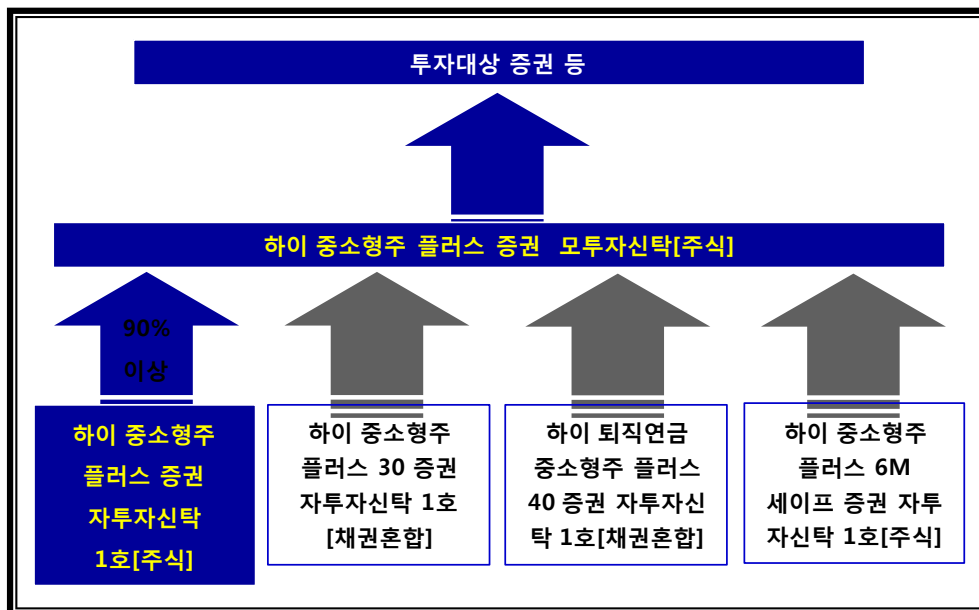 투자대상 증권 등
하이 중소형주 플러스 증권 모투자신탁[주식]
90%
이상
하이 중소형주
플러스 증권
자투자신탁
1호[주식]
하이 중소형주
플러스 30 증권
자투자신탁 1호
[채권혼합]
하이 퇴직연금
중소형주 플러스
40 증권 자투자신
탁 1호[채권혼합]
하이 중소형주
플러스 6M
세이프 증권 자투
자신탁 1호[주식]